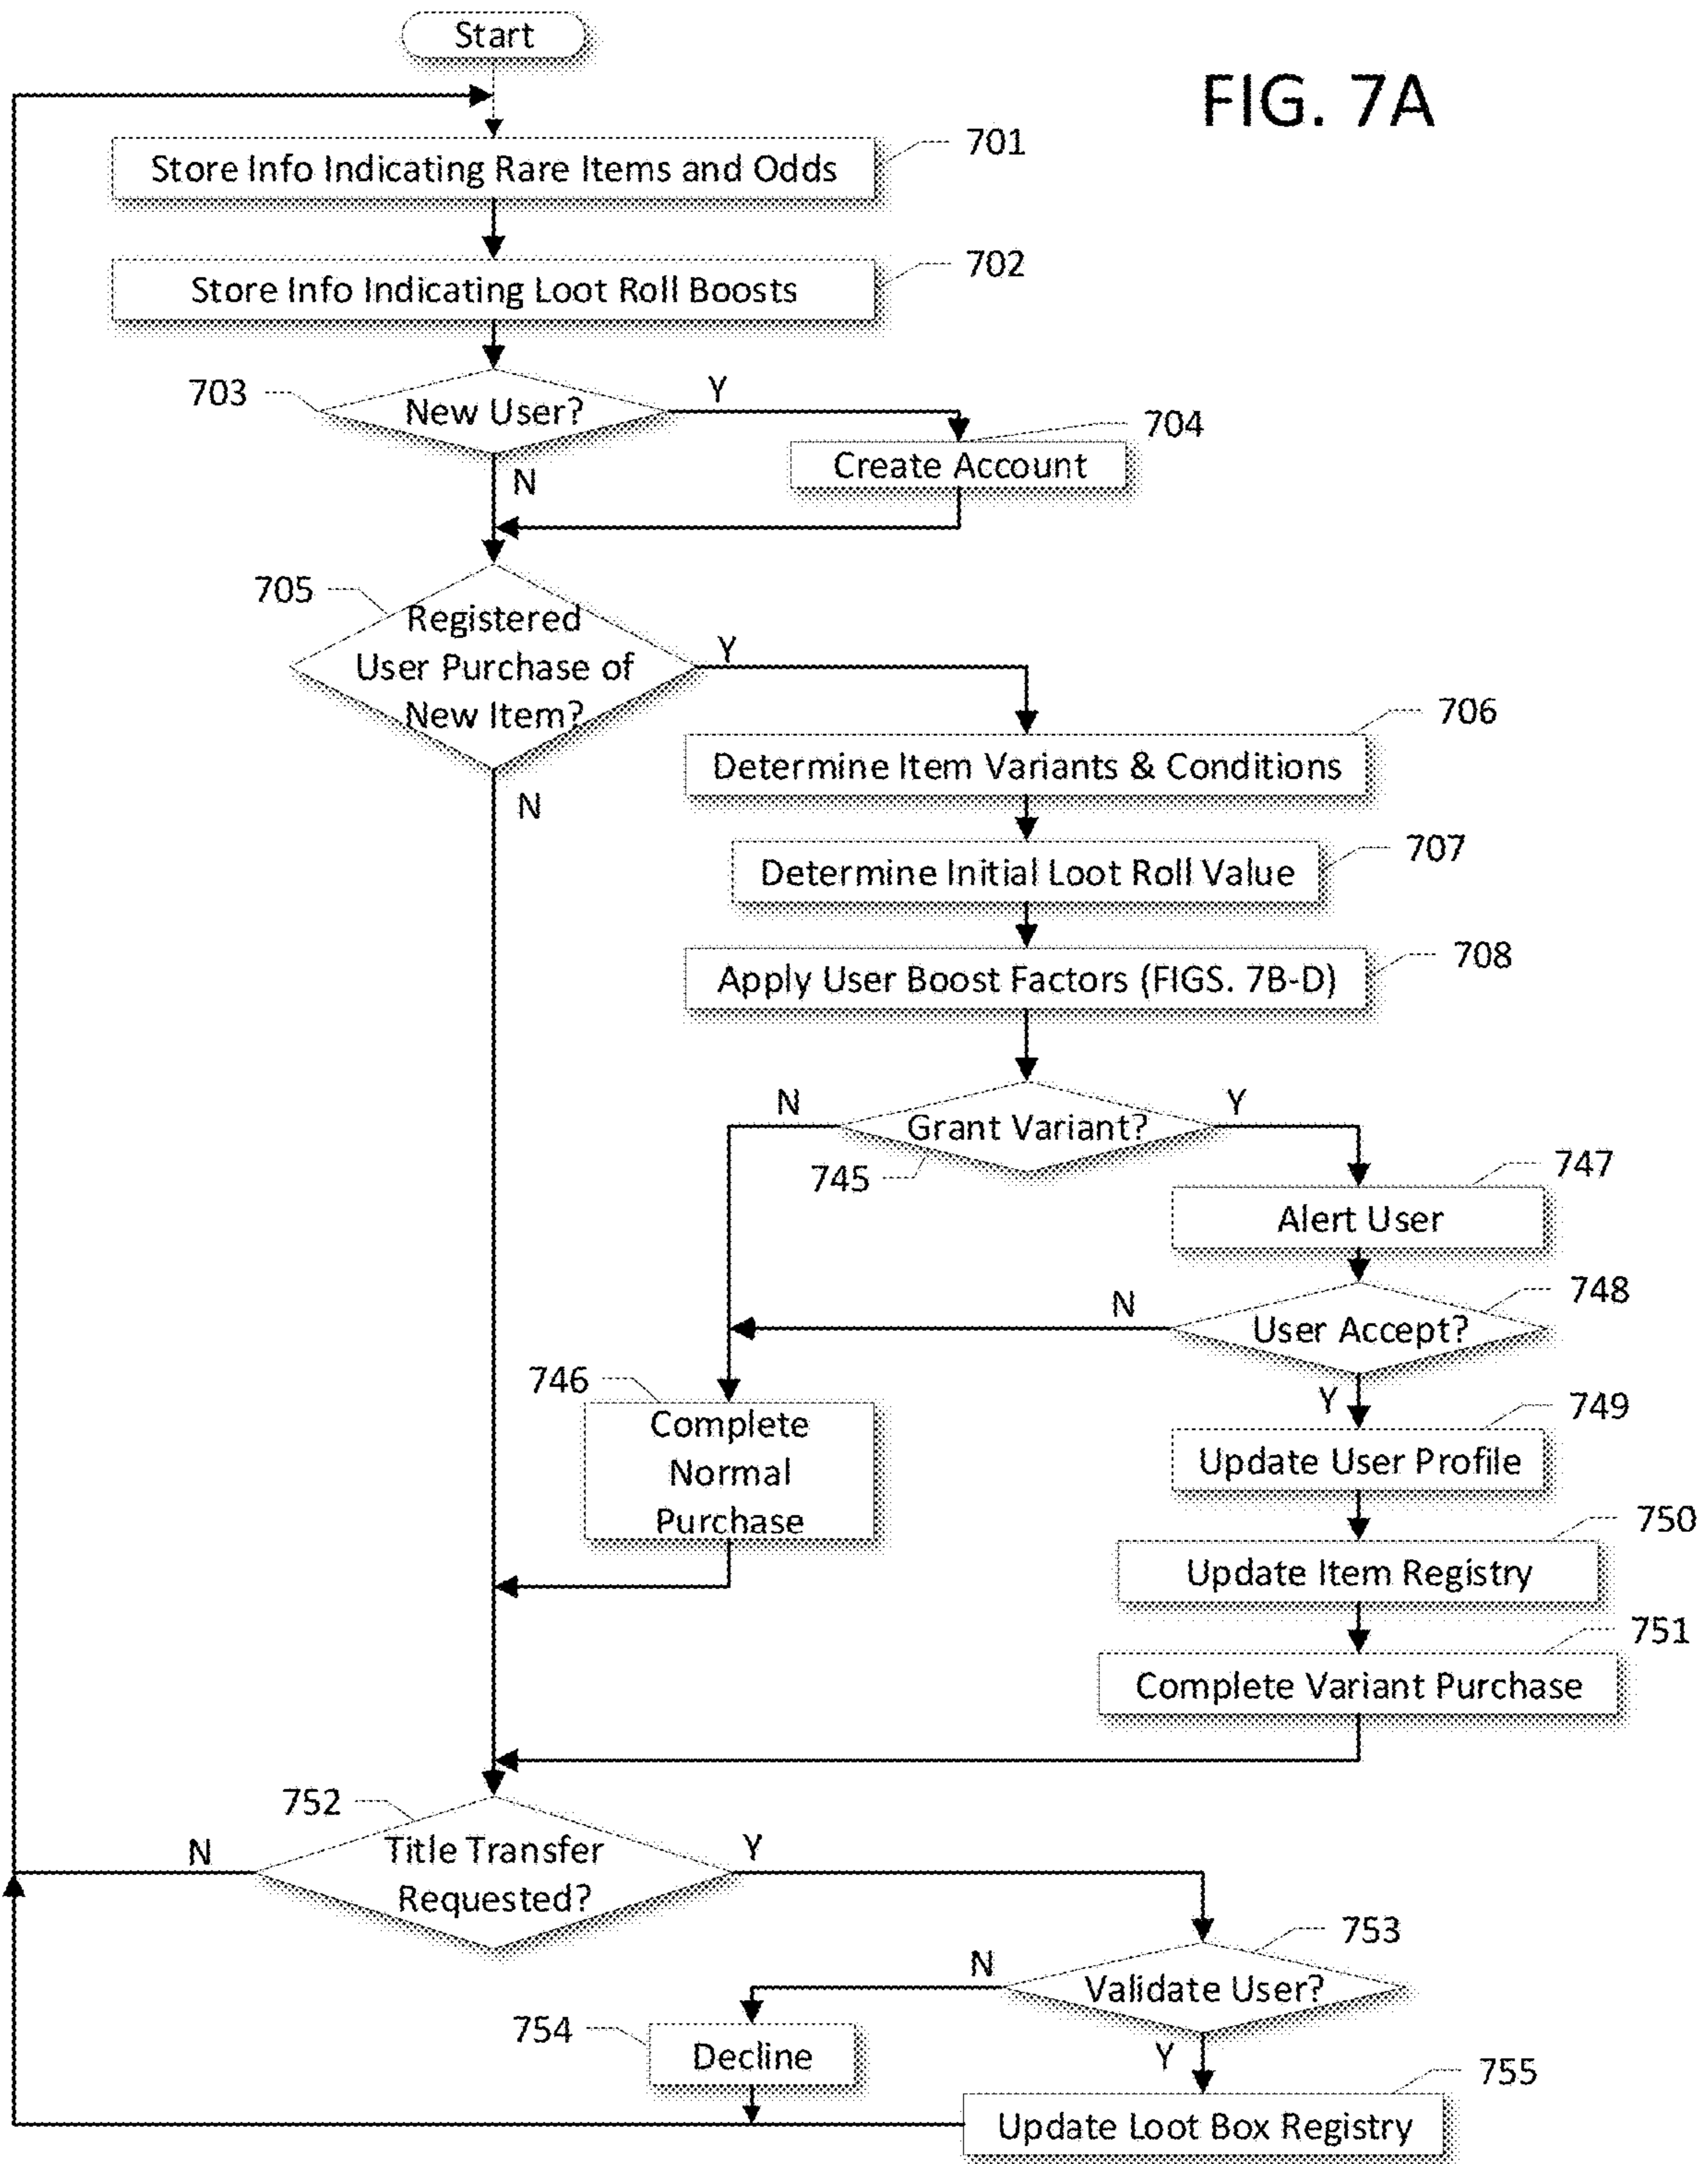 Start
FIG. 7A
701
Store Info Indicating Rare Items and Odds
702
Store Info Indicating Loot Roll Boosts
703
New User?
Y
704
Create Account
N
705
Registered
User Purchase of
New Item?
Y
N
706
Determine Item Variants & Conditions
707
Determine Initial Loot Roll Value
708
Apply User Boost Factors (FIGS. 7B-D)
N
Grant Variant?
Y
745
747
Alert User
748
N
User Accept?
Y
746
Complete
Normal
Purchase
749
Update User Profile
750
Update Item Registry
751
Complete Variant Purchase
752
N
Title Transfer
Requested?
Y
753
N
Validate User?
Y
754
Decline
755
Update Loot Box Registry